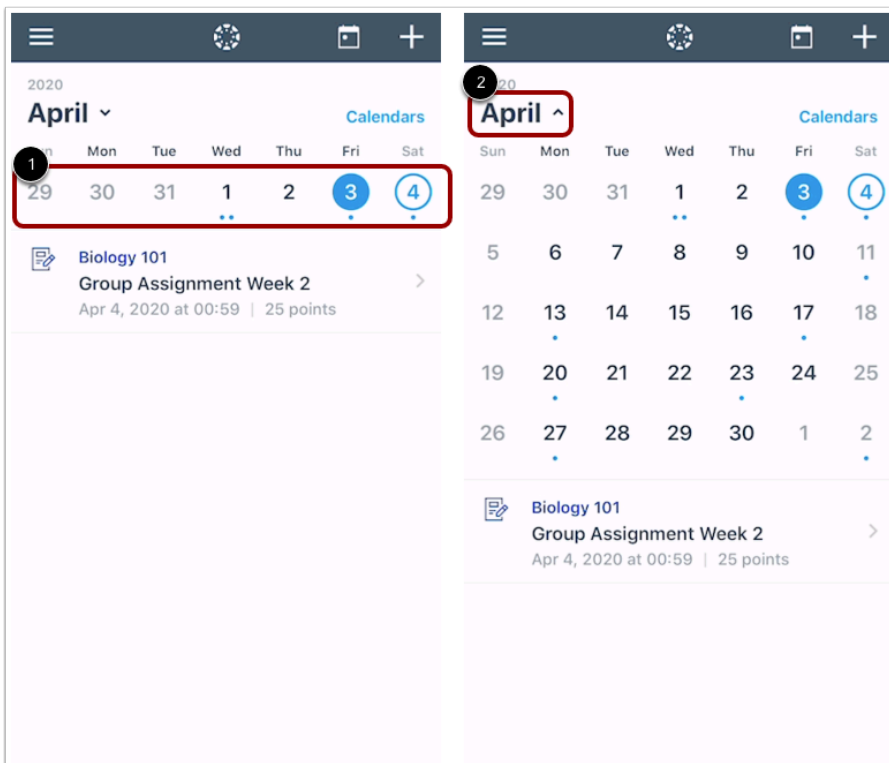 2020
April
Calendars
1
n Mon Tue Wed Thu Fri Sat
29 30 31 1 2 3 4
Biology 101
Group Assignment Week 2
Apr 4, 2020 at 00:59 | 25 points
2
20
April
Calendars
Sun Mon Tue Wed Thu Fri Sat
29 30 31 1 2 3 4
5 6 7 8 9 10 11
12 13 14 15 16 17 18
19 20 21 22 23 24 25
26 27 28 29 30 1 2
Biology 101
Group Assignment Week 2
Apr 4, 2020 at 00:59 | 25 points